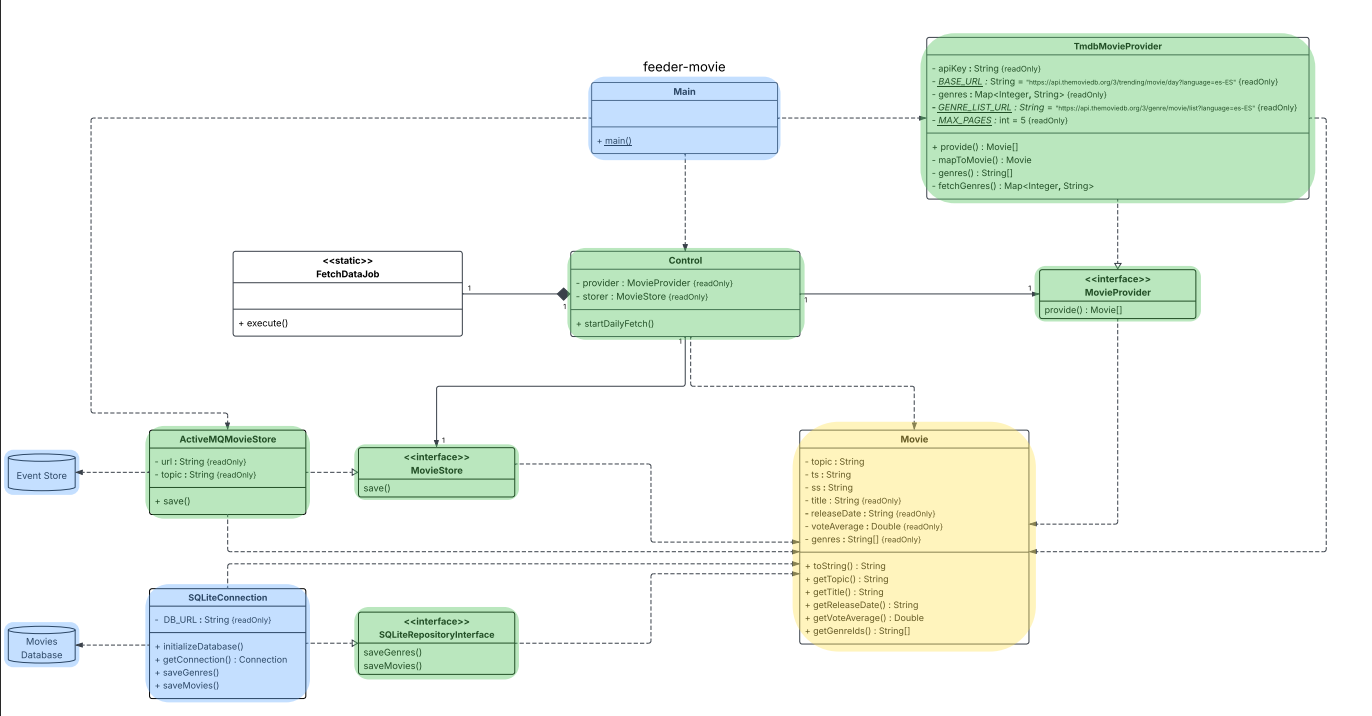 feeder-movie
Main
+ main()
TmdbMovieProvider
- apiKey : String {readOnly}
- BASE_URL : String = "https://api.themoviedb.org/3/trending/movie/day?language=es-ES" {readOnly}
- genres : Map<Integer, String> {readOnly}
- GENRE_LIST_URL : String = "https://api.themoviedb.org/3/genre/movie/list?language=es-ES" {readOnly}
- MAX_PAGES : int = 5 {readOnly}
+ provide() : Movie[]
- mapToMovie() : Movie
- genres() : String[]
- fetchGenres() : Map<Integer, String>
<<static>>
FetchDataJob
+ execute()
1
1
Control
- provider : MovieProvider {readOnly}
- storer : MovieStore {readOnly}
+ startDailyFetch()
1
1
1
<<interface>>
MovieProvider
provide() : Movie[]
ActiveMQMovieStore
- url : String {readOnly}
- topic : String {readOnly}
+ save()
Event Store
1
<<interface>>
MovieStore
save()
Movie
- topic : String
- ts : String
- ss : String
- title : String {readOnly}
- releaseDate : String {readOnly}
- voteAverage : Double {readOnly}
- genres : String[] {readOnly}
+ toString() : String
+ getTopic() : String
+ getTitle() : String
+ getReleaseDate() : String
+ getVoteAverage() : Double
+ getGenreIds() : String[]
SQLiteConnection
- DB_URL : String {readOnly}
+ initializeDatabase()
+ getConnection() : Connection
+ saveGenres()
+ saveMovies()
Movies
Database
<<interface>>
SQLiteRepositoryInterface
saveGenres()
saveMovies()